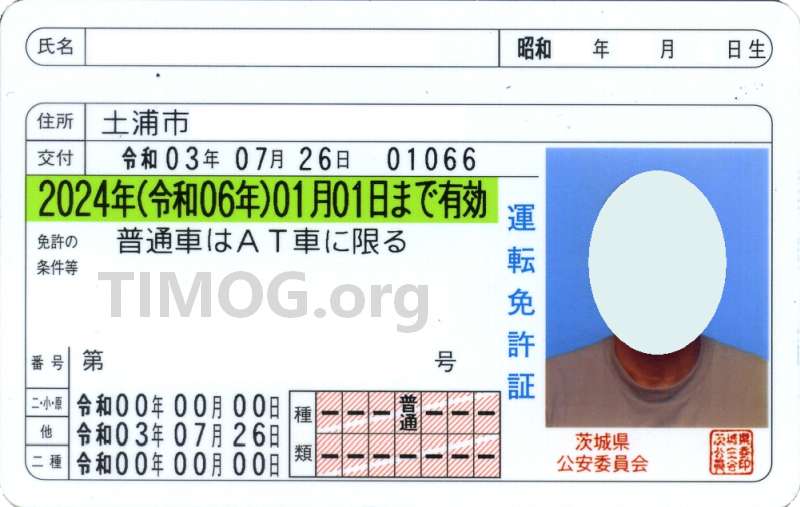 氏名
昭和 年 月 日生
住所 土浦市
交付 令和03年 07月 26日 01066
2024年(令和06年)01月01日まで有効
免許の
条件等
普通車はAT車に限る
運転免許証
TIMOG.org
番号 第 号
二・小・原 令和00年 00月 00日
他 令和03年 07月 26日
二種 令和00年 00月 00日
種類
普通
茨城県
公安委員会